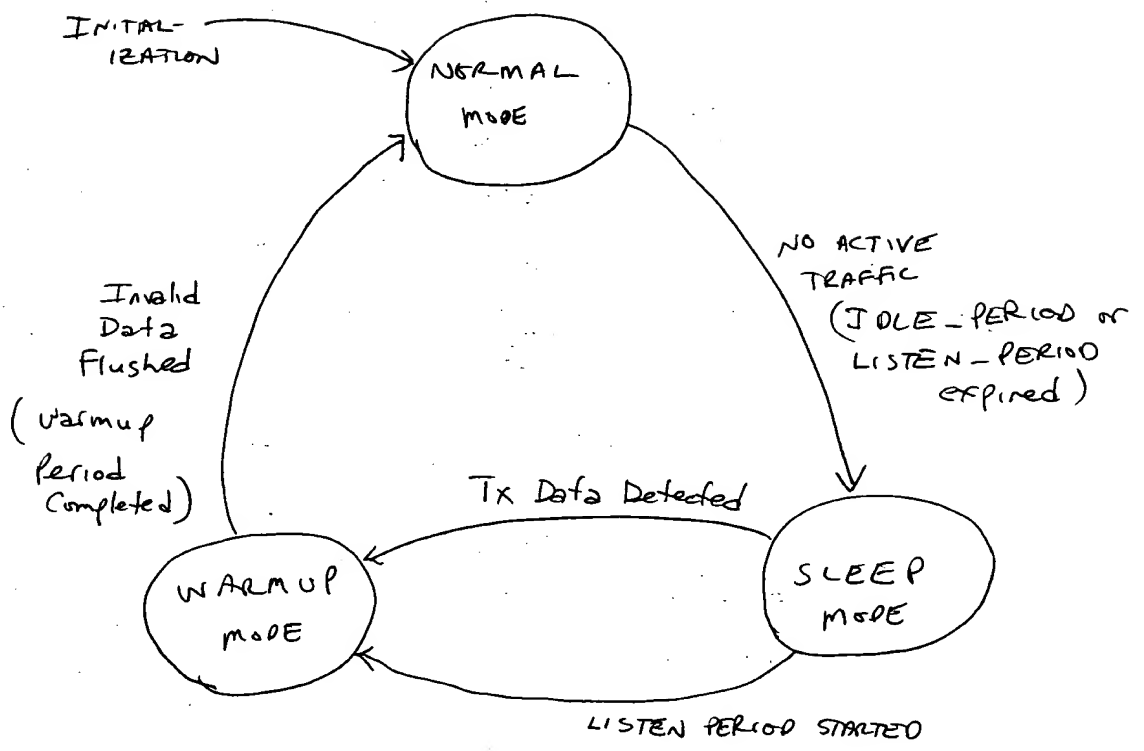 INITAL-
IZATION
NORMAL
MODE
NO ACTIVE
TRAFFIC
(IDLE_PERIOD or
LISTEN_PERIOD
expired)
Invalid
Data
Flushed
(Warmup
Period
Completed)
Tx Data Detected
WARMUP
MODE
SLEEP
MODE
LISTEN PERIOD STARTED